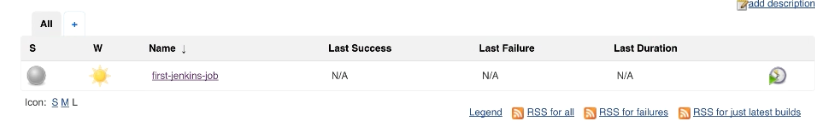 add description
All +
S W Name ↓ Last Success Last Failure Last Duration
first-jenkins-job N/A N/A N/A
Icon: S M L
Legend RSS for all RSS for failures RSS for just latest builds